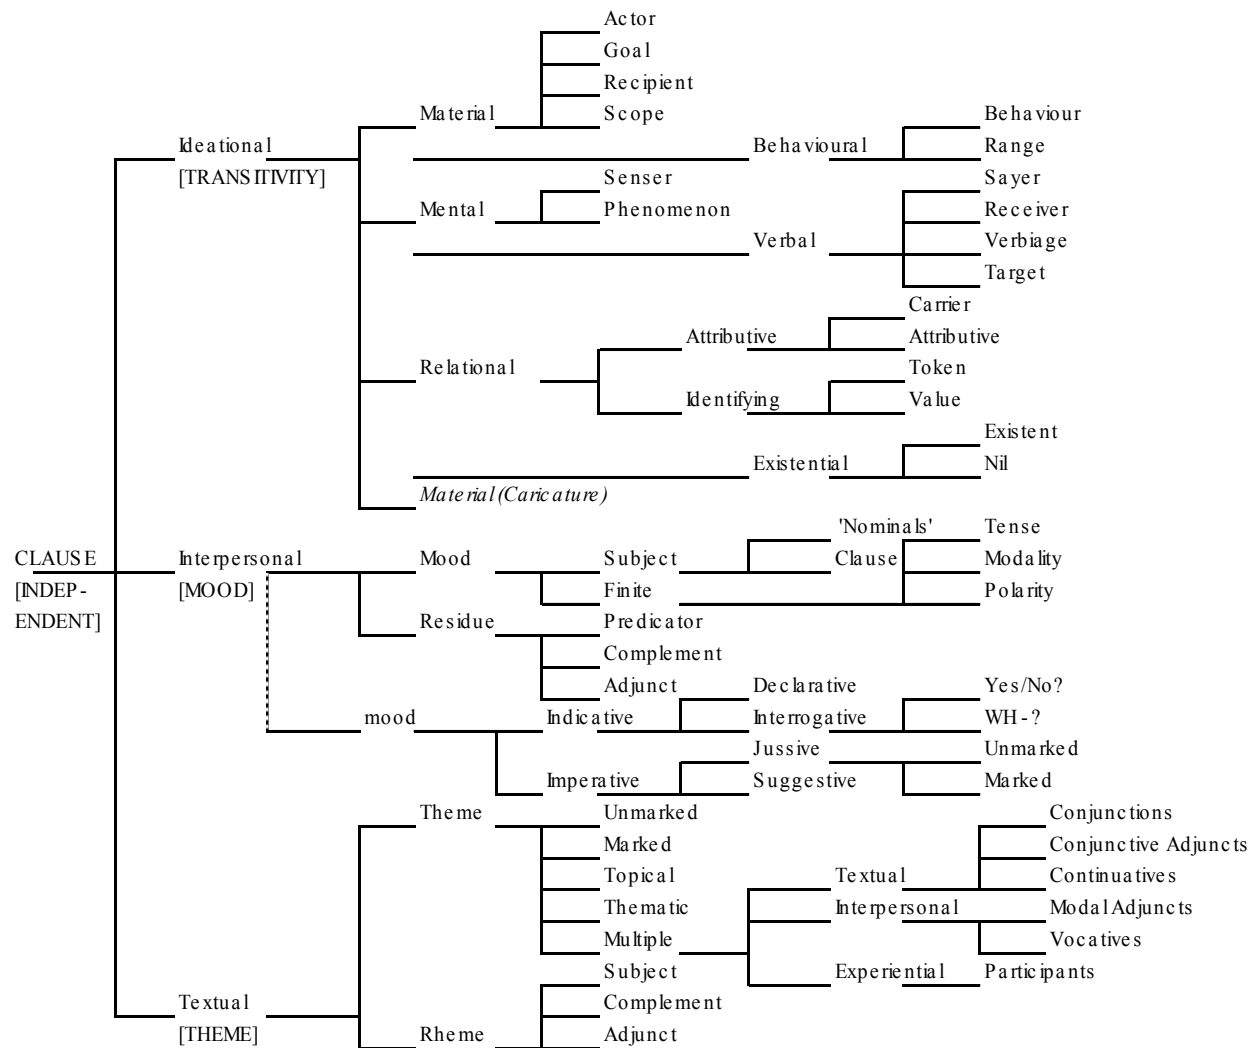 Actor
Goal
Recipient
Material Scope Behaviour
Ideational Behavioural Range
[TRANSITIVITY] Senser Sayer
Mental Phenomenon Receiver
Verbal Verbiage
Target
Carrier
Attributive Attributive
Relational Token
Identifying Value
Existent
Existential Nil
Material (Caricature)
'Nominals' Tense
CLAUSE Interpersonal Mood Subject Clause Modality
[INDEP- [MOOD] Finite Polarity
ENDENT] Residue Predicator
Complement
Adjunct Declarative Yes/No?
mood Indicative Interrogative WH-?
Jussive Unmarked
Imperative Suggestive Marked
Theme Unmarked Conjunctions
Marked Conjunctive Adjuncts
Topical Textual Continuatives
Thematic Interpersonal Modal Adjuncts
Multiple Vocatives
Subject Experiential Participants
Textual Complement
[THEME] Rheme Adjunct